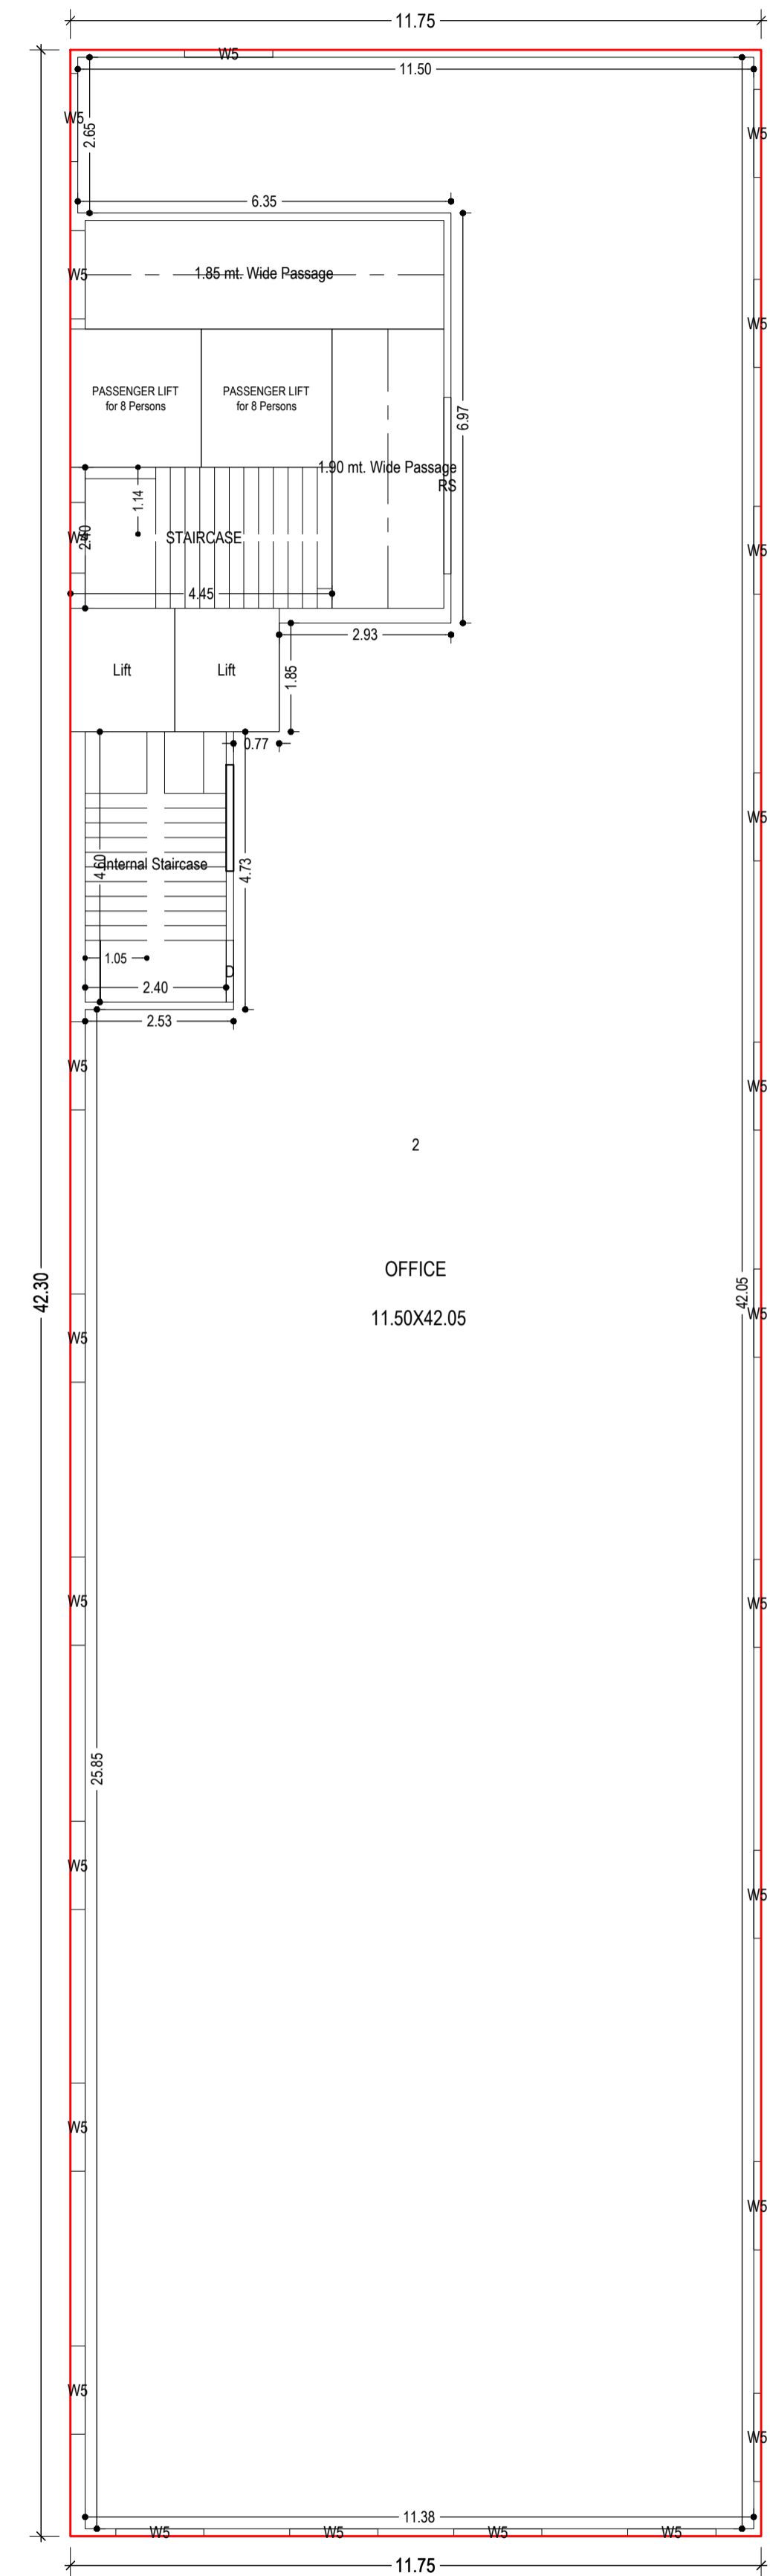 11.75
W5
11.50
W5
2.65
W5
6.35
1.85 mt. Wide Passage
W5
W5
PASSENGER LIFT
for 8 Persons
PASSENGER LIFT
for 8 Persons
6.97
1.90 mt. Wide Passage
RS
1.14
W5
2.40
STAIRCASE
W5
4.45
2.93
Lift
Lift
1.85
0.77
W5
4.60
Internal Staircase
4.73
1.05
D
2.40
2.53
W5
W5
2
OFFICE
42.30
42.05
11.50X42.05
W5
W5
W5
W5
25.85
W5
W5
W5
W5
W5
W5
11.38
W5
W5
W5
W5
11.75